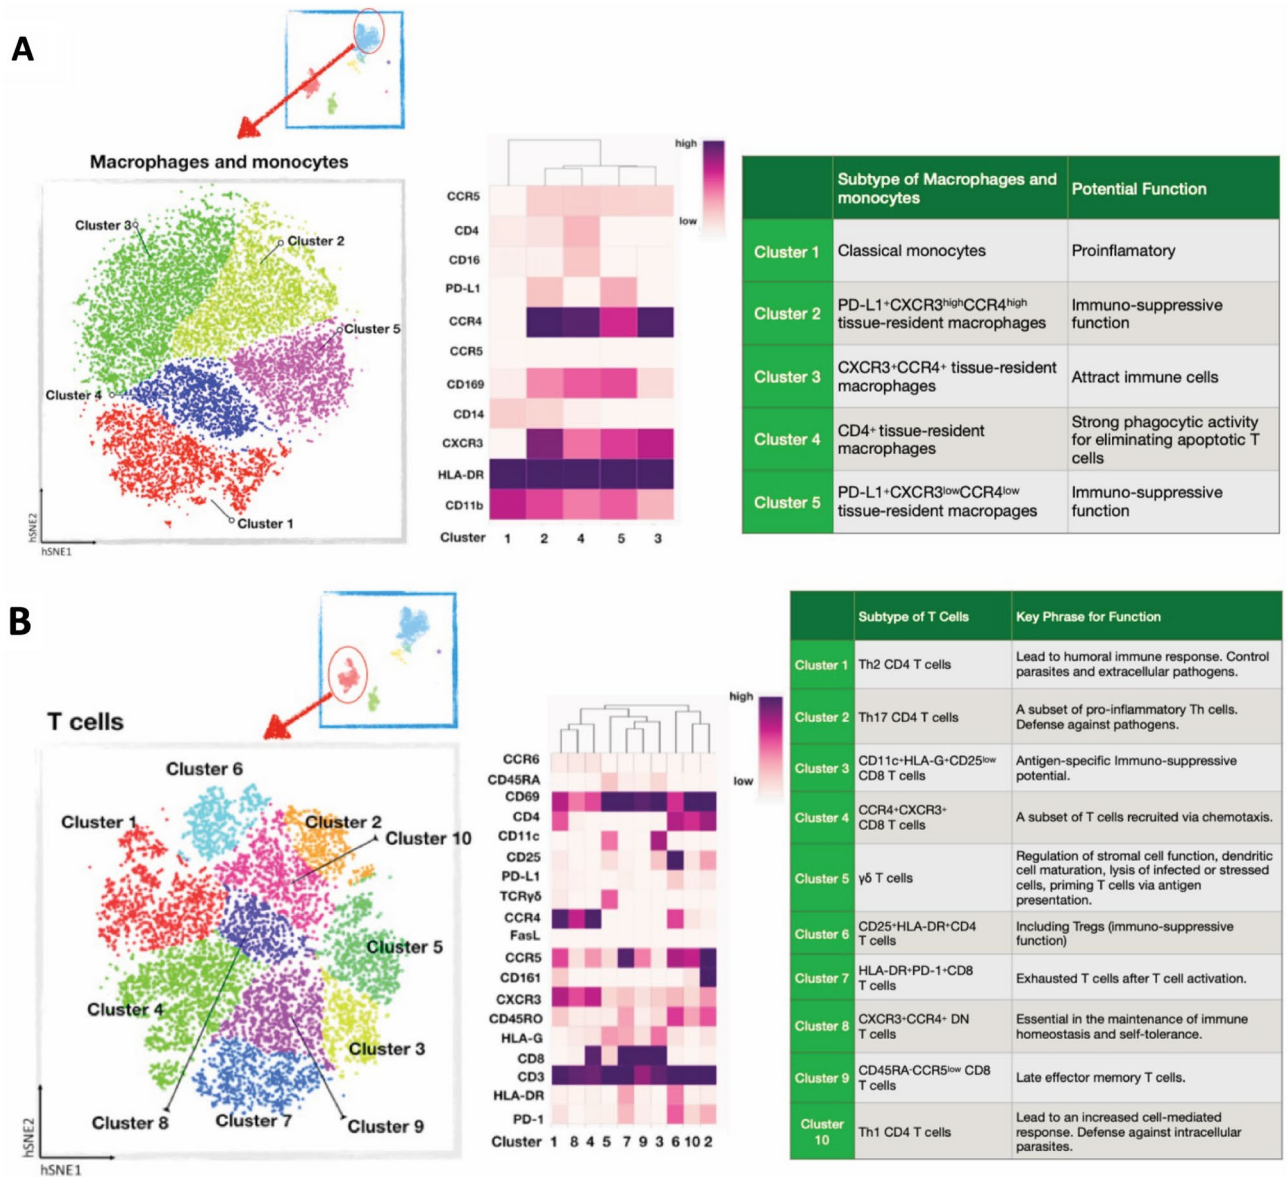 A
Macrophages and monocytes
Cluster 3
Cluster 2
Cluster 5
Cluster 4
Cluster 1
hSNE2
hSNE1
high
low
CCR5
CD4
CD16
PD-L1
CCR4
CCR5
CD169
CD14
CXCR3
HLA-DR
CD11b
Cluster 1 2 4 5 3
Subtype of Macrophages and
monocytes
Potential Function
Cluster 1
Classical monocytes
Proinflamatory
Cluster 2
PD-L1⁺CXCR3ʰⁱᵍʰCCR4ʰⁱᵍʰ
tissue-resident macrophages
Immuno-suppressive
function
Cluster 3
CXCR3⁺CCR4⁺ tissue-resident
macrophages
Attract immune cells
Cluster 4
CD4⁺ tissue-resident
macrophages
Strong phagocytic activity
for eliminating apoptotic T
cells
Cluster 5
PD-L1⁺CXCR3ˡᵒʷCCR4ˡᵒʷ
tissue-resident macropages
Immuno-suppressive
function
B
T cells
Cluster 6
Cluster 1
Cluster 2
Cluster 10
Cluster 5
Cluster 4
Cluster 3
Cluster 8
Cluster 7
Cluster 9
hSNE2
hSNE1
high
low
CCR6
CD45RA
CD69
CD4
CD11c
CD25
PD-L1
TCRγδ
CCR4
FasL
CCR5
CD161
CXCR3
CD45RO
HLA-G
CD8
CD3
HLA-DR
PD-1
Cluster 1 8 4 5 7 9 3 6 10 2
Subtype of T Cells
Key Phrase for Function
Cluster 1
Th2 CD4 T cells
Lead to humoral immune response. Control
parasites and extracellular pathogens.
Cluster 2
Th17 CD4 T cells
A subset of pro-inflammatory Th cells.
Defense against pathogens.
Cluster 3
CD11c⁺HLA-G⁺CD25ˡᵒʷ
CD8 T cells
Antigen-specific Immuno-suppressive
potential.
Cluster 4
CCR4⁺CXCR3⁺
CD8 T cells
A subset of T cells recruited via chemotaxis.
Cluster 5
γδ T cells
Regulation of stromal cell function, dendritic
cell maturation, lysis of infected or stressed
cells, priming T cells via antigen
presentation.
Cluster 6
CD25⁺HLA-DR⁺CD4
T cells
Including Tregs (immuno-suppressive
function)
Cluster 7
HLA-DR⁺PD-1⁺CD8
T cells
Exhausted T cells after T cell activation.
Cluster 8
CXCR3⁺CCR4⁺ DN
T cells
Essential in the maintenance of immune
homeostasis and self-tolerance.
Cluster 9
CD45RA⁻CCR5ˡᵒʷ CD8
T cells
Late effector memory T cells.
Cluster
10
Th1 CD4 T cells
Lead to an increased cell-mediated
response. Defense against intracellular
parasites.